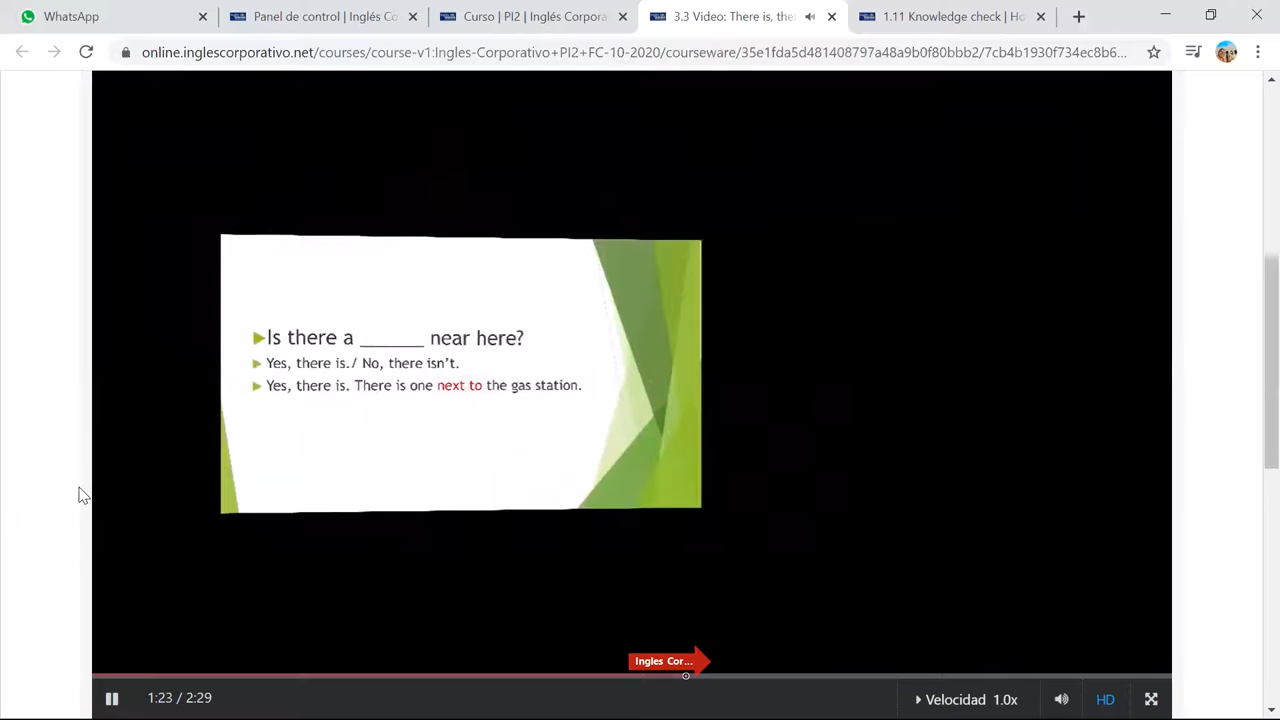 WhatsApp
Panel de control | Inglés Co
Curso | PI2 | Inglés Corpora
3.3 Video: There is, the
1.11 Knowledge check | Ho
online.inglescorporativo.net/courses/course-v1:Ingles-Corporativo+PI2+FC-10-2020/courseware/35e1fda5d481408797a48a9b0f80bbb2/7cb4b1930f734ec8b6...
Is there a ______ near here?
Yes, there is./ No, there isn't.
Yes, there is. There is one next to the gas station.
Ingles Cor...
1:23 / 2:29
Velocidad 1.0x
HD